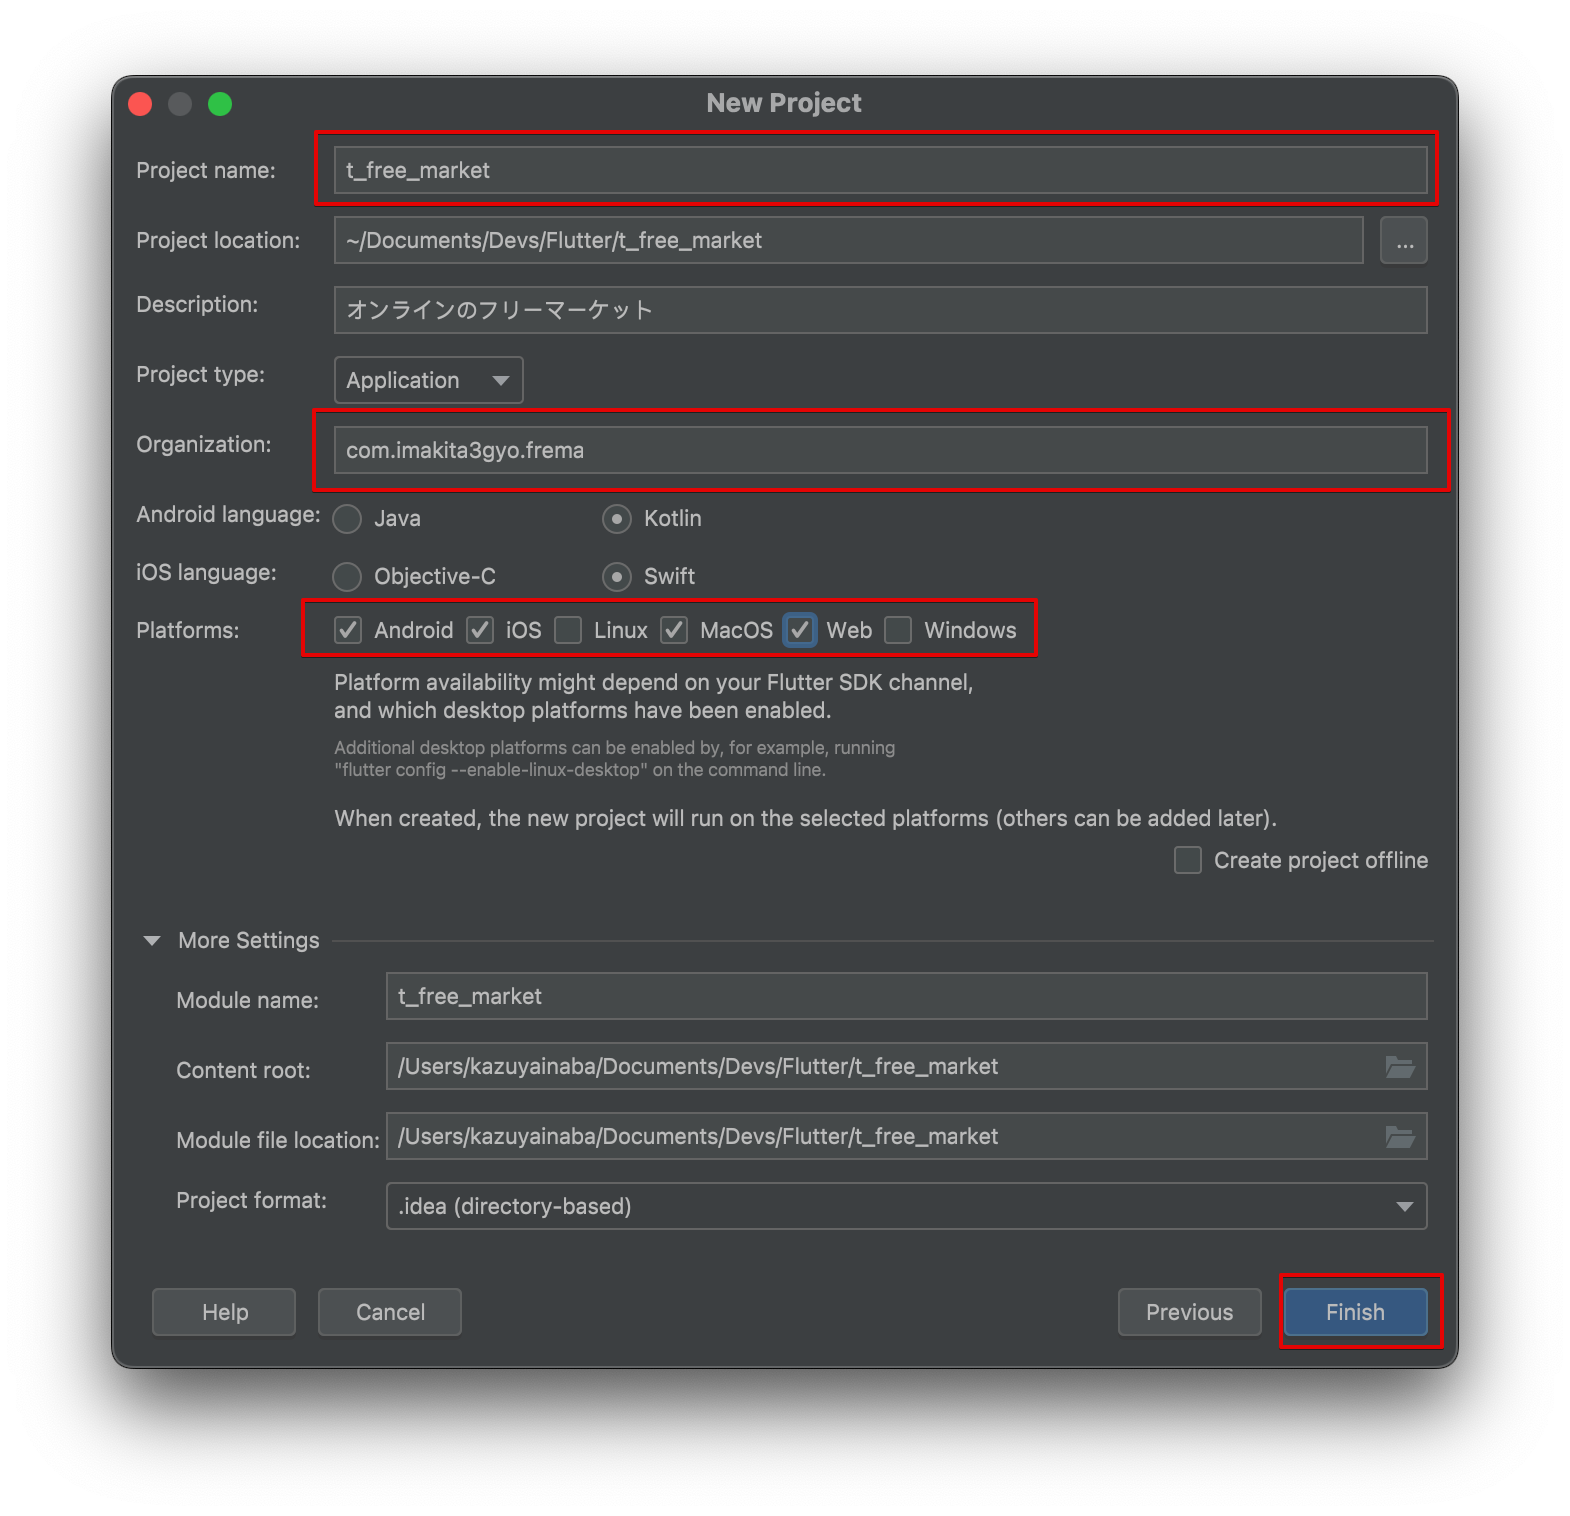 New Project
Project name: t_free_market
Project location: ~/Documents/Devs/Flutter/t_free_market ...
Description: オンラインのフリーマーケット
Project type: Application
Organization: com.imakita3gyo.frema
Android language: Java Kotlin
iOS language: Objective-C Swift
Platforms: Android iOS Linux MacOS Web Windows
Platform availability might depend on your Flutter SDK channel,
and which desktop platforms have been enabled.
Additional desktop platforms can be enabled by, for example, running
"flutter config --enable-linux-desktop" on the command line.
When created, the new project will run on the selected platforms (others can be added later).
Create project offline
More Settings
Module name: t_free_market
Content root: /Users/kazuyainaba/Documents/Devs/Flutter/t_free_market
Module file location: /Users/kazuyainaba/Documents/Devs/Flutter/t_free_market
Project format: .idea (directory-based)
Help Cancel Previous Finish